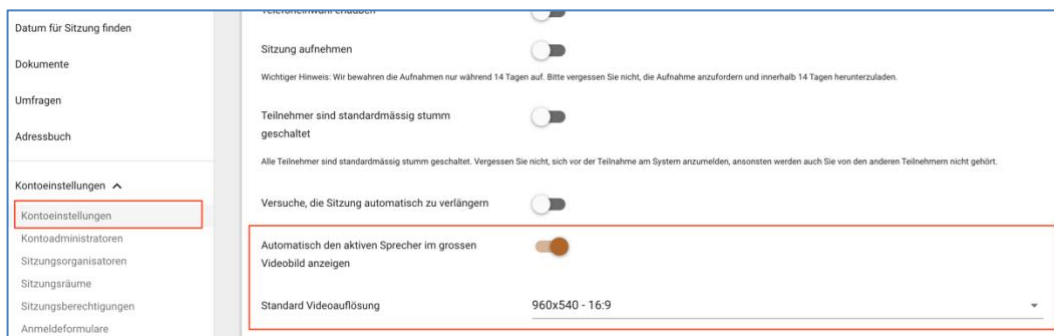 Datum für Sitzung finden
Dokumente
Umfragen
Adressbuch
Kontoeinstellungen
Kontoeinstellungen
Kontoadministratoren
Sitzungsorganisatoren
Sitzungsräume
Sitzungsberechtigungen
Anmeldeformulare
Sitzung aufnehmen
Wichtiger Hinweis: Wir bewahren die Aufnahmen nur während 14 Tagen auf. Bitte vergessen Sie nicht, die Aufnahme anzufordern und innerhalb 14 Tagen herunterzuladen.
Teilnehmer sind standardmässig stumm
geschaltet
Alle Teilnehmer sind standardmässig stumm geschaltet. Vergessen Sie nicht, sich vor der Teilnahme am System anzumelden, ansonsten werden auch Sie von den anderen Teilnehmern nicht gehört.
Versuche, die Sitzung automatisch zu verlängern
Automatisch den aktiven Sprecher im grossen
Videobild anzeigen
Standard Videoauflösung
960x540 - 16:9